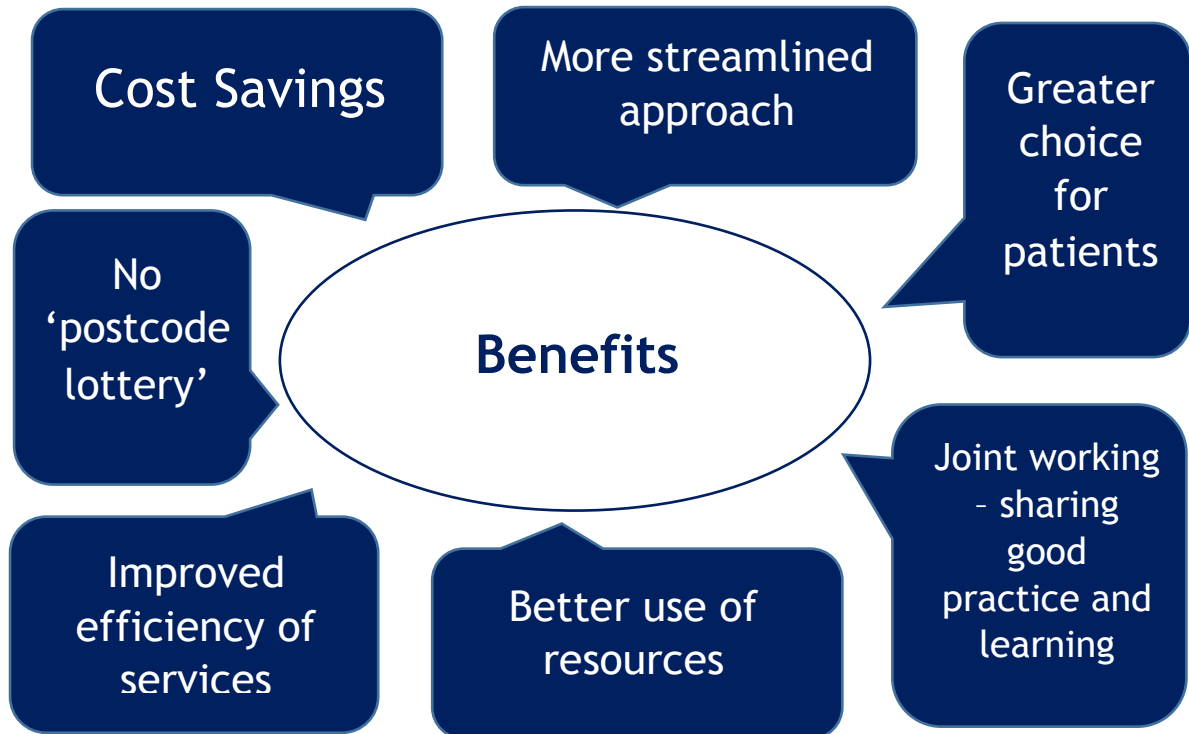 Cost Savings
More streamlined
approach
Greater
choice
for
patients
No
‘postcode
lottery’
Benefits
Joint working
– sharing
good
practice and
learning
Improved
efficiency of
services
Better use of
resources